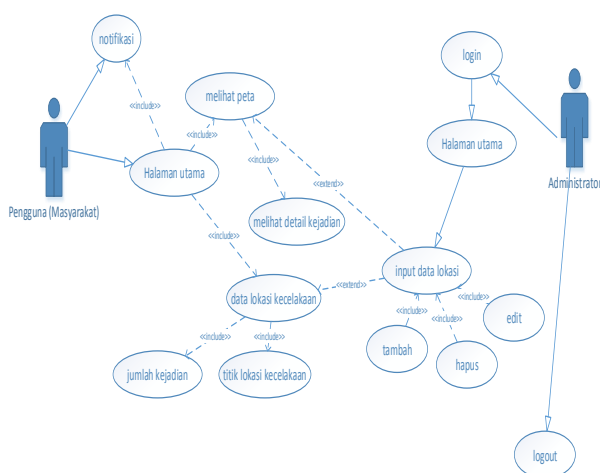 notifikasi
login
<<include>>
melihat peta
<<include>>
Halaman utama
<<include>>
Halaman utama
<<extend>>
Administrator
Pengguna (Masyarakat)
melihat detail kejadian
<<include>>
input data lokasi
<<extend>>
data lokasi kecelakaan
<<include>>
<<include>>
<<include>>
edit
<<include>>
<<include>>
tambah
hapus
jumlah kejadian
titik lokasi kecelakaan
logout